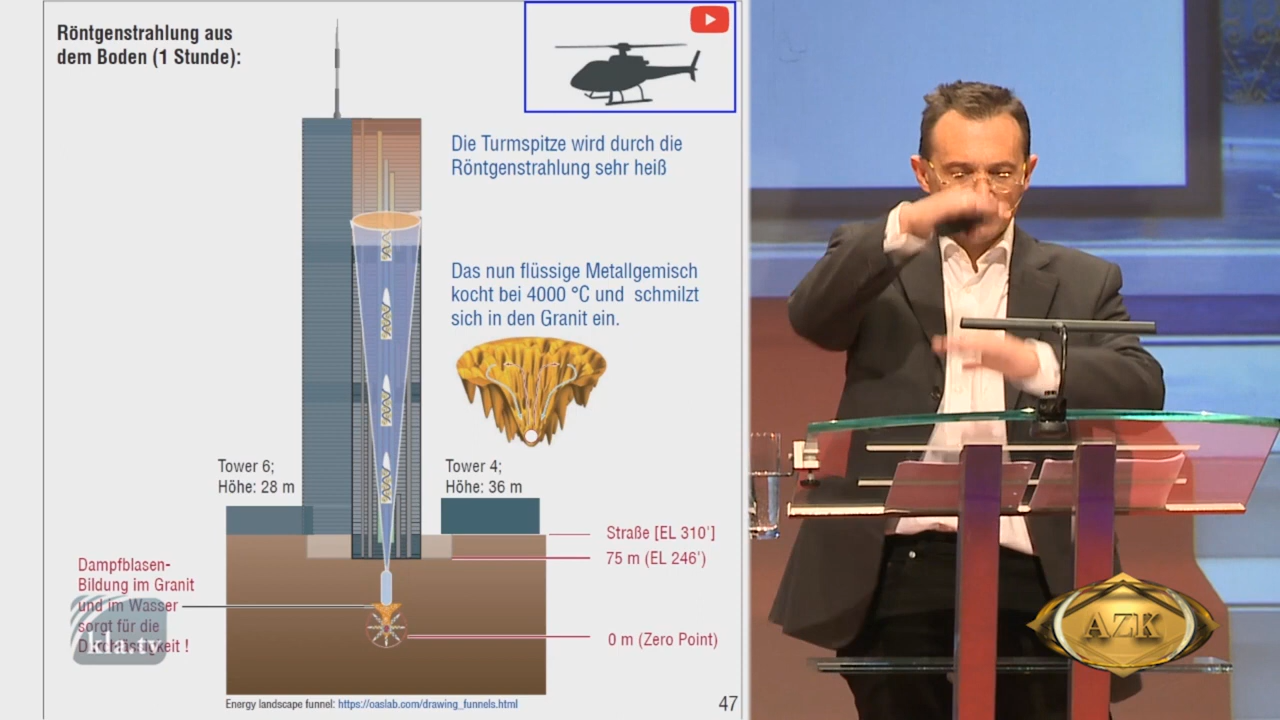 Röntgenstrahlung aus
dem Boden (1 Stunde):
Die Turmspitze wird durch die
Röntgenstrahlung sehr heiß
Das nun flüssige Metallgemisch
kocht bei 4000 °C und schmilzt
sich in den Granit ein.
Tower 6;
Höhe: 28 m
Tower 4;
Höhe: 36 m
Straße [EL 310']
75 m (EL 246')
Dampfblasen-
Bildung im Granit
und im Wasser
sorgt für die
0 m (Zero Point)
kla.tv
AZK
Energy landscape funnel: https://oaslab.com/drawing_funnels.html
47